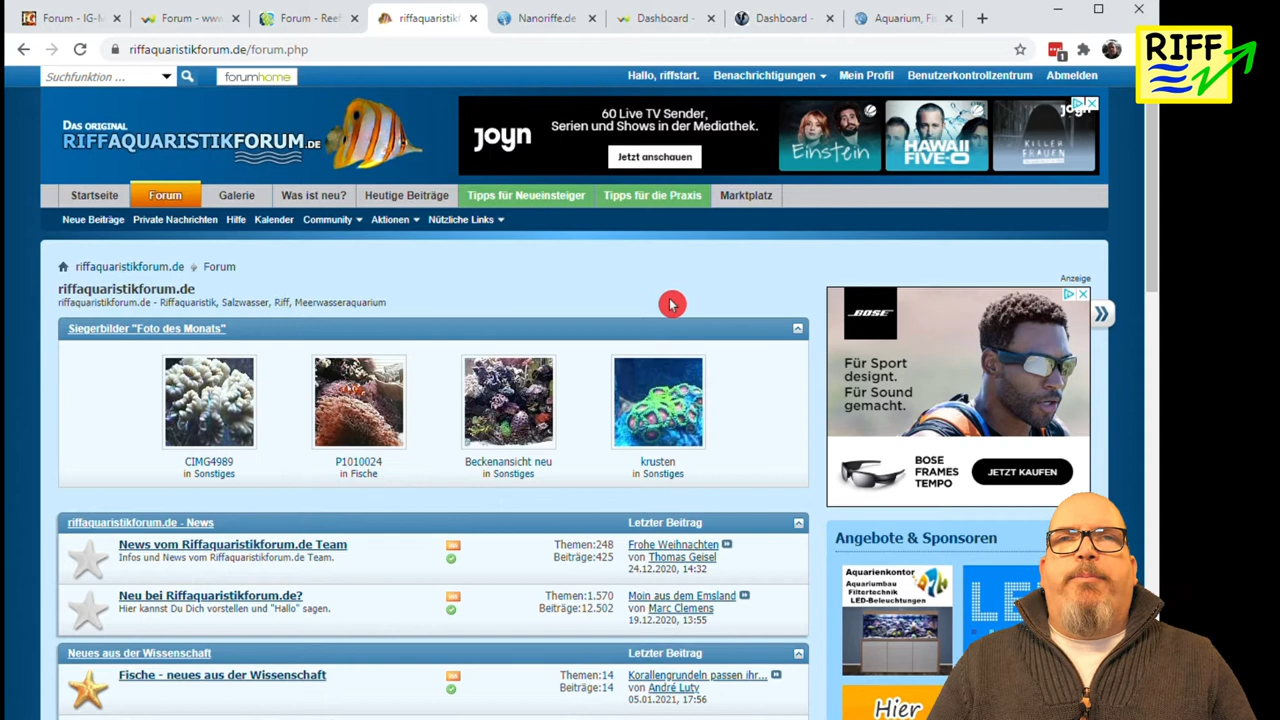 Forum - IG-M
Forum - www.
Forum - Reef
riffaquaristikf
Nanoriffe.de
Dashboard -
Dashboard -
Aquarium, Fi
riffaquaristikforum.de/forum.php
1
RIFF
Suchfunktion ...
forumhome
Hallo, riffstart.
Benachrichtigungen
Mein Profil
Benutzerkontrollzentrum
Abmelden
DAS ORIGINAL
RIFFAQUARISTIKFORUM.DE
joyn
60 Live TV Sender,
Serien und Shows in der Mediathek.
Jetzt anschauen
Einstein
HAWAII
FIVE-0
KILLER
FRAUEN
Startseite
Forum
Galerie
Was ist neu?
Heutige Beiträge
Tipps für Neueinsteiger
Tipps für die Praxis
Marktplatz
Neue Beiträge
Private Nachrichten
Hilfe
Kalender
Community
Aktionen
Nützliche Links
riffaquaristikforum.de
Forum
riffaquaristikforum.de
riffaquaristikforum.de - Riffaquaristik, Salzwasser, Riff, Meerwasseraquarium
Anzeige
Siegerbilder "Foto des Monats"
CIMG4989
in Sonstiges
P1010024
in Fische
Beckenansicht neu
in Sonstiges
krusten
in Sonstiges
BOSE
Für Sport
designt.
Für Sound
gemacht.
BOSE
FRAMES
TEMPO
JETZT KAUFEN
riffaquaristikforum.de - News
Letzter Beitrag
News vom Riffaquaristikforum.de Team
Infos und News vom Riffaquaristikforum.de Team.
Themen:248
Beiträge:425
Frohe Weihnachten
von Thomas Geisel
24.12.2020, 14:32
Neu bei Riffaquaristikforum.de?
Hier kannst Du Dich vorstellen und "Hallo" sagen.
Themen:1.570
Beiträge:12.502
Moin aus dem Emsland
von Marc Clemens
19.12.2020, 13:55
Neues aus der Wissenschaft
Letzter Beitrag
Fische - neues aus der Wissenschaft
Themen:14
Beiträge:14
Korallengrundeln passen ihr...
von André Luty
05.01.2021, 17:56
Angebote & Sponsoren
Aquarienkontor
Aquariumbau
Filtertechnik
LED-Beleuchtungen
LE
Hier